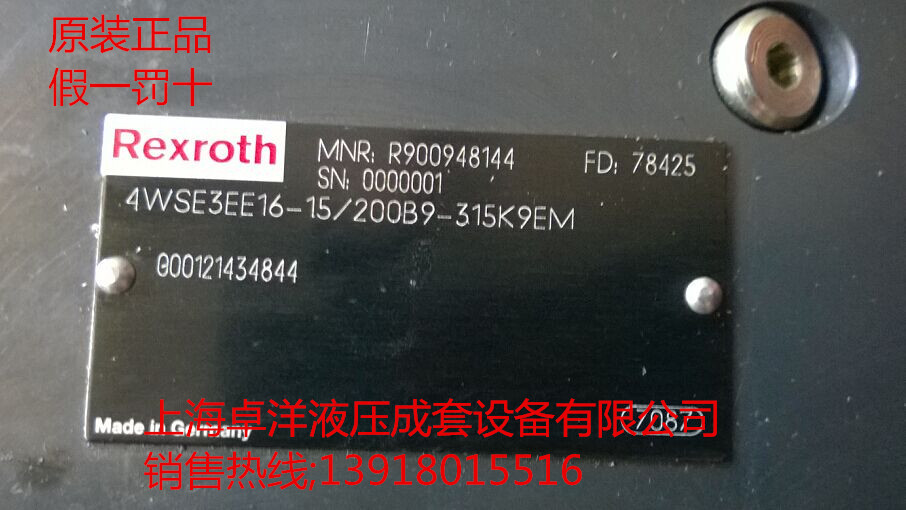 原装正品
假一罚十
Rexroth
MNR: R900948144 FD: 78425
SN: 0000001
4WSE3EE16-15/200B9-315K9EM
000121434844
上海卓洋液压成套设备有限公司
Made in Germany 7087
销售热线;13918015516